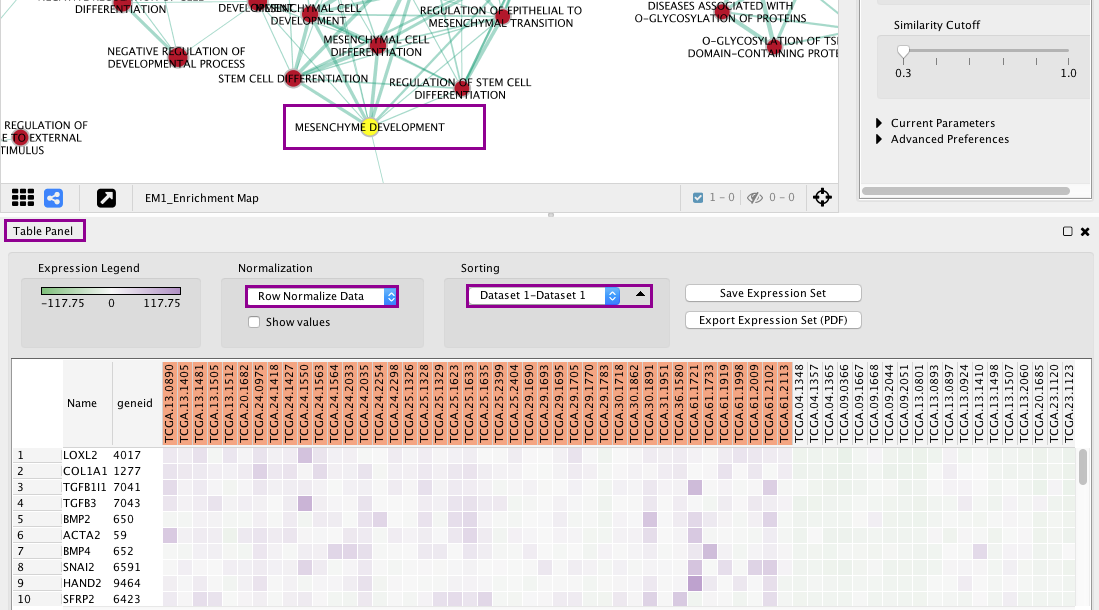 DIFFERENTIATION
MESENCHYMAL CELL
DEVELOPMENT
REGULATION OF EPITHELIAL TO
MESENCHYMAL TRANSITION
DISEASES ASSOCIATED WITH
O-GLYCOSYLATION OF PROTEINS
NEGATIVE REGULATION OF
DEVELOPMENTAL PROCESS
MESENCHYMAL CELL
DIFFERENTIATION
O-GLYCOSYLATION OF TSR
DOMAIN-CONTAINING PROTE
STEM CELL DIFFERENTIATION
REGULATION OF STEM CELL
DIFFERENTIATION
REGULATION OF
E TO EXTERNAL
TIMULUS
MESENCHYME DEVELOPMENT
Similarity Cutoff
0.3 1.0
Current Parameters
Advanced Preferences
EM1_Enrichment Map
1 - 0
0 - 0
Table Panel
Expression Legend
-117.75 0 117.75
Normalization
Row Normalize Data
Show values
Sorting
Dataset 1-Dataset 1
Save Expression Set
Export Expression Set (PDF)
Name
geneid
TCGA.13.0890
TCGA.13.1405
TCGA.13.1481
TCGA.13.1505
TCGA.13.1512
TCGA.20.1682
TCGA.24.0975
TCGA.24.1418
TCGA.24.1427
TCGA.24.1550
TCGA.24.1563
TCGA.24.1564
TCGA.24.2033
TCGA.24.2035
TCGA.24.2254
TCGA.24.2298
TCGA.25.1326
TCGA.25.1328
TCGA.25.1329
TCGA.25.1623
TCGA.25.1633
TCGA.25.1635
TCGA.25.2399
TCGA.25.2404
TCGA.29.1690
TCGA.29.1693
TCGA.29.1695
TCGA.29.1705
TCGA.29.1770
TCGA.29.1783
TCGA.30.1718
TCGA.30.1862
TCGA.30.1891
TCGA.31.1951
TCGA.36.1580
TCGA.61.1721
TCGA.61.1733
TCGA.61.1998
TCGA.61.2009
TCGA.61.2102
TCGA.61.2113
TCGA.04.1348
TCGA.04.1357
TCGA.04.1365
TCGA.09.0366
TCGA.09.1667
TCGA.09.1668
TCGA.09.2044
TCGA.09.2051
TCGA.13.0801
TCGA.13.0893
TCGA.13.0897
TCGA.13.0924
TCGA.13.1410
TCGA.13.1498
TCGA.13.1507
TCGA.13.2060
TCGA.20.1685
TCGA.23.1120
TCGA.23.1123
1 LOXL2 4017
2 COL1A1 1277
3 TGFB1I1 7041
4 TGFB3 7043
5 BMP2 650
6 ACTA2 59
7 BMP4 652
8 SNAI2 6591
9 HAND2 9464
10 SFRP2 6423